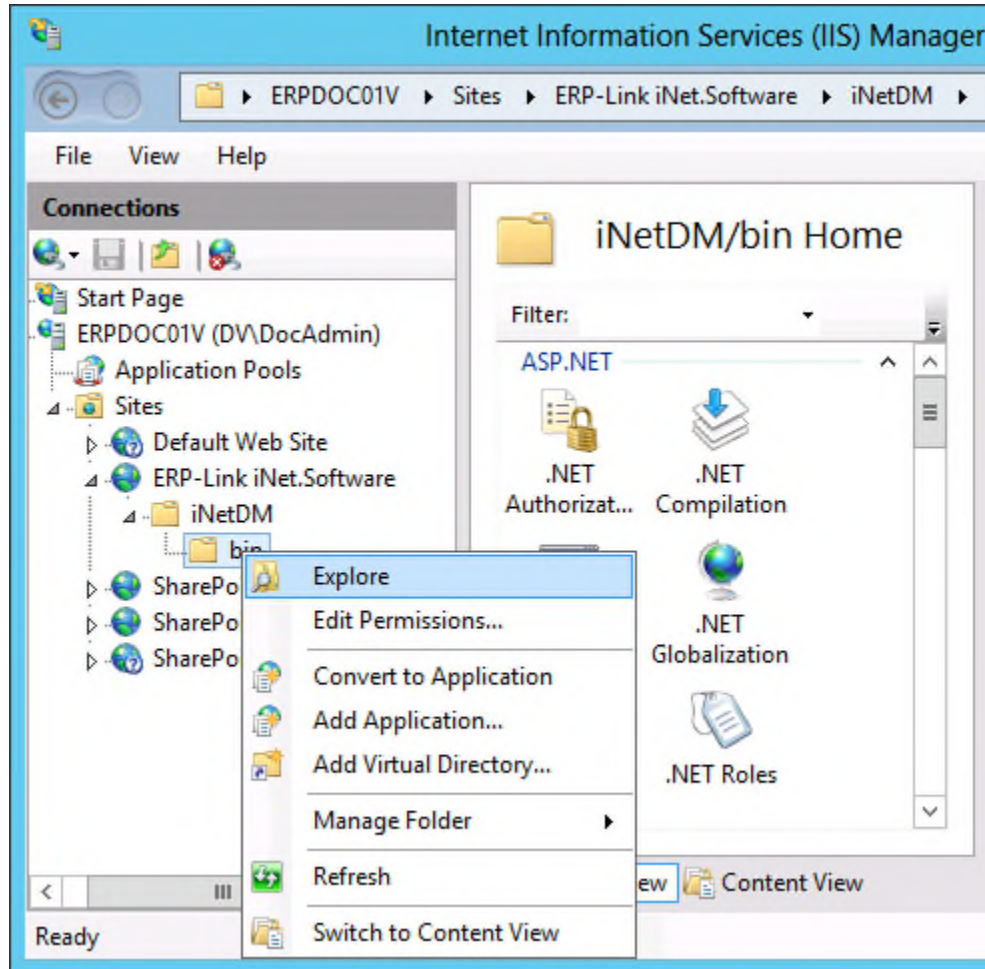 Internet Information Services (IIS) Manager
ERPDOC01V Sites ERP-Link iNet.Software iNetDM
File View Help
Connections
Start Page
ERPDOC01V (DV\DocAdmin)
Application Pools
Sites
Default Web Site
ERP-Link iNet.Software
iNetDM
bin
SharePo
SharePo
SharePo
Explore
Edit Permissions...
Convert to Application
Add Application...
Add Virtual Directory...
Manage Folder
Refresh
Switch to Content View
iNetDM/bin Home
Filter:
ASP.NET
.NET
Authorizat...
.NET
Compilation
.NET
Globalization
.NET Roles
ew Content View
Ready